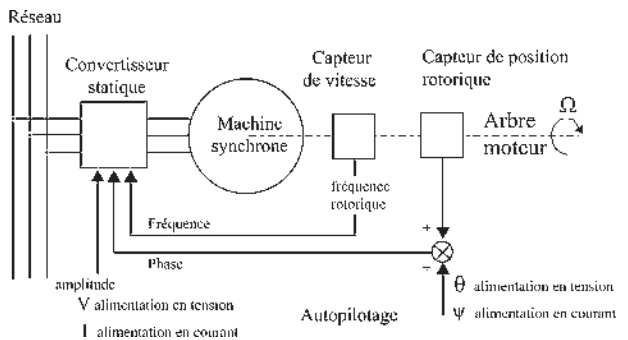 Réseau
Convertisseur
statique
Capteur
de vitesse
Capteur de position
rotorique
Machine
synchrone
Arbre
moteur
Ω
fréquence
rotorique
Fréquence
Phase
+
−
amplitude
V alimentation en tension
I alimentation en courant
Autopilotage
θ alimentation en tension
ψ alimentation en courant